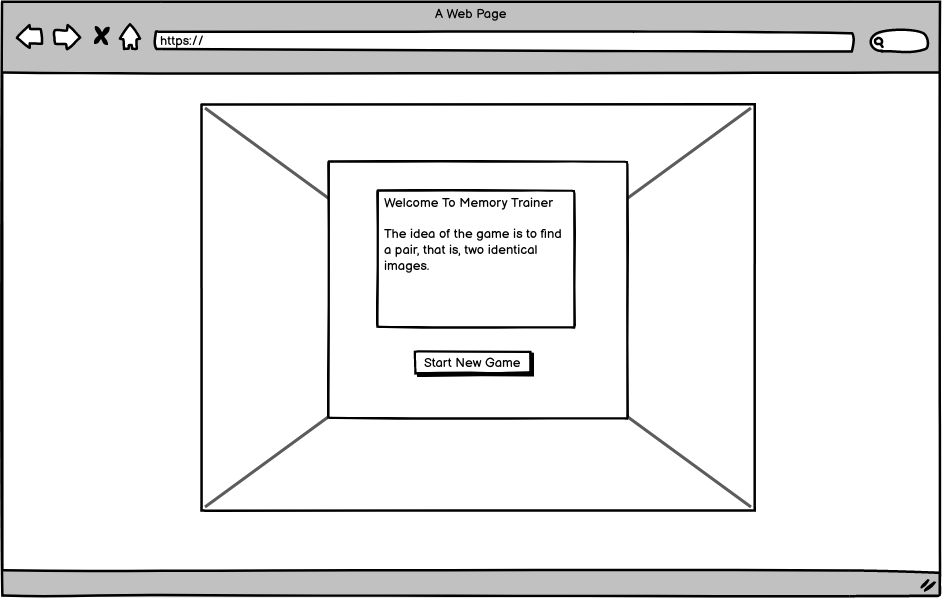 A Web Page
https://
Welcome To Memory Trainer
The idea of the game is to find
a pair, that is, two identical
images.
Start New Game